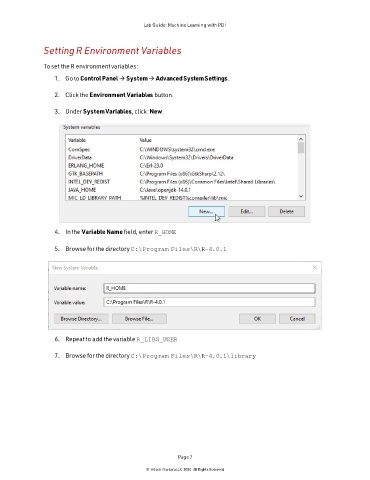 Lab Guide: Machine Learning with PDI
Setting R Environment Variables
To set the R environment variables:
1. Go to Control Panel → System → Advanced System Settings.
2. Click the Environment Variables button.
3. Under System Variables, click: New.
System variables
Variable Value
ComSpec C:\WINDOWS\system32\cmd.exe
DriverData C:\Windows\System32\Drivers\DriverData
ERLANG_HOME C:\Erl-23.0
GTK_BASEPATH C:\Program Files (x86)\GtkSharp\2.12\
INTEL_DEV_REDIST C:\Program Files (x86)\Common Files\Intel\Shared Libraries\
JAVA_HOME C:\Java\openjdk-14.0.1
MIC_LD_LIBRARY_PATH %INTEL_DEV_REDIST%compiler\lib\mic
New... Edit... Delete
4. In the Variable Name field, enter R_HOME
5. Browse for the directory C:\Program Files\R\R-4.0.1
New System Variable
Variable name: R_HOME
Variable value: C:\Program Files\R\R-4.0.1
Browse Directory... Browse File... OK Cancel
6. Repeat to add the variable R_LIBS_USER
7. Browse for the directory C:\Program Files\R\R-4.0.1\library
Page 7
© Hitachi Vantara LLC 2020. All Rights Reserved